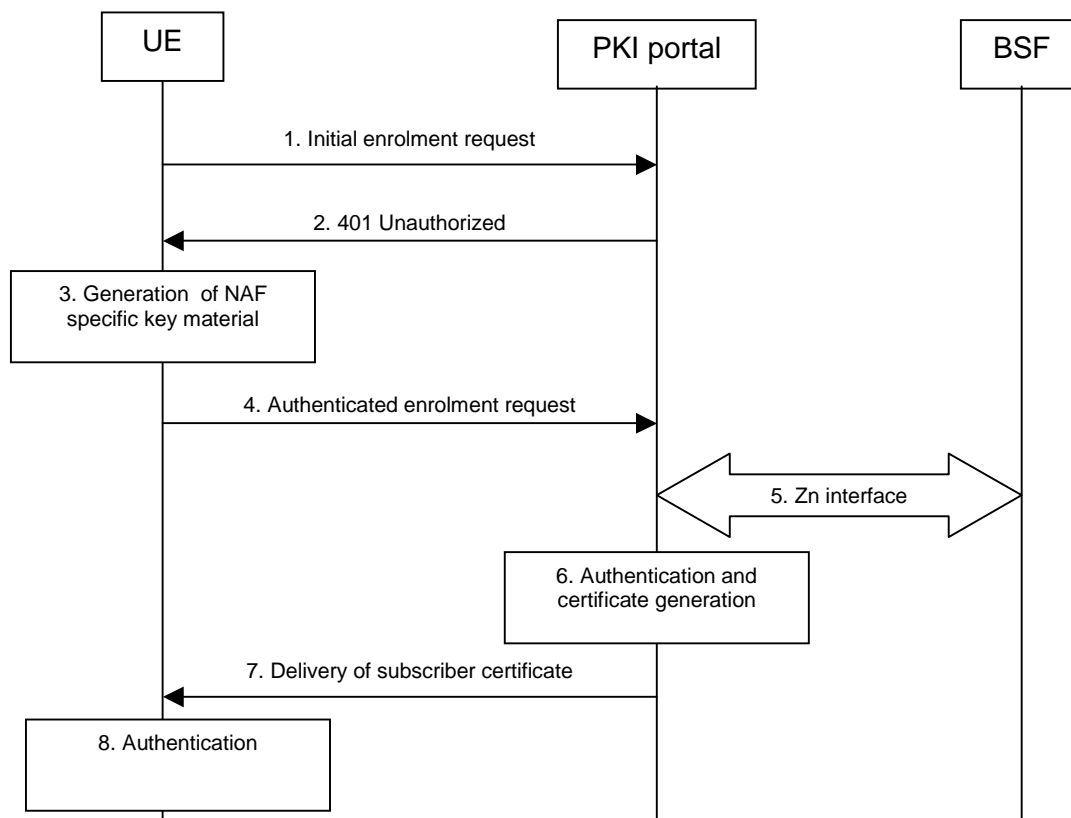 UE
PKI portal
BSF
1. Initial enrolment request
2. 401 Unauthorized
3. Generation of NAF
specific key material
4. Authenticated enrolment request
5. Zn interface
6. Authentication and
certificate generation
7. Delivery of subscriber certificate
8. Authentication